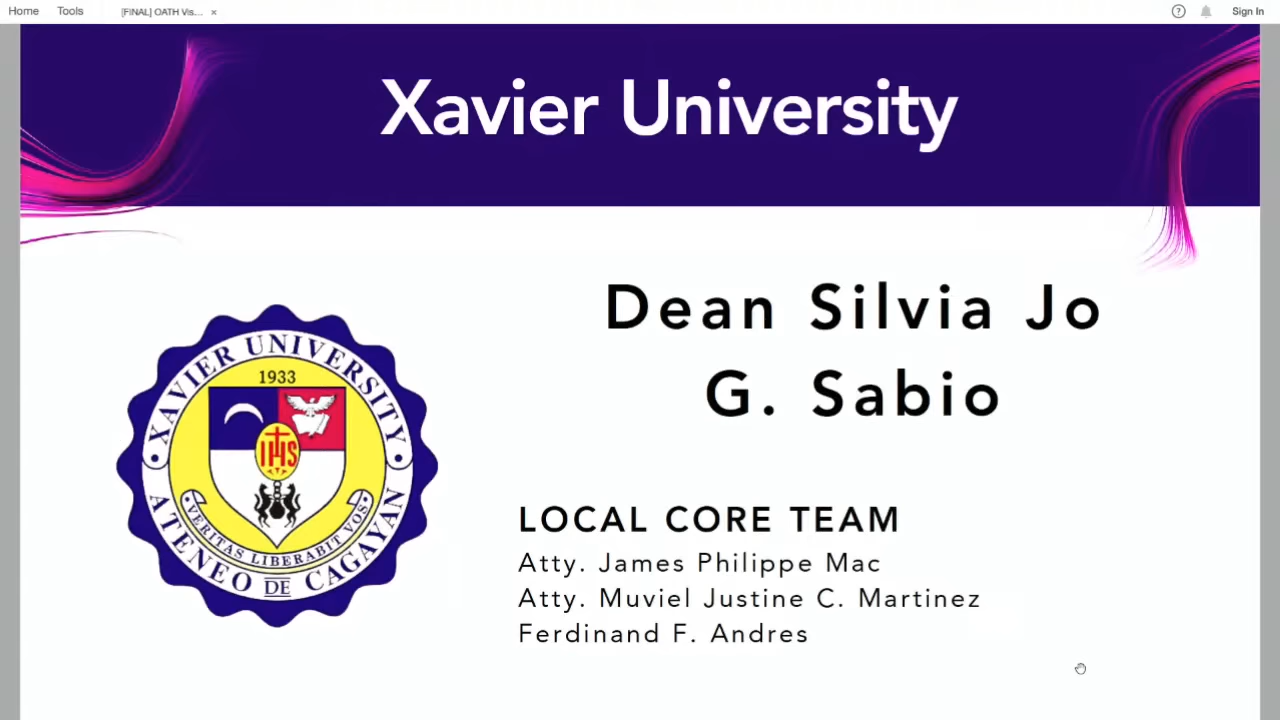 Home Tools [FINAL] OATH Vis... × ? Sign In
Xavier University
Dean Silvia Jo
G. Sabio
XAVIER UNIVERSITY
1933
IHS
VERITAS LIBERABIT VOS
ATENEO DE CAGAYAN
LOCAL CORE TEAM
Atty. James Philippe Mac
Atty. Muviel Justine C. Martinez
Ferdinand F. Andres